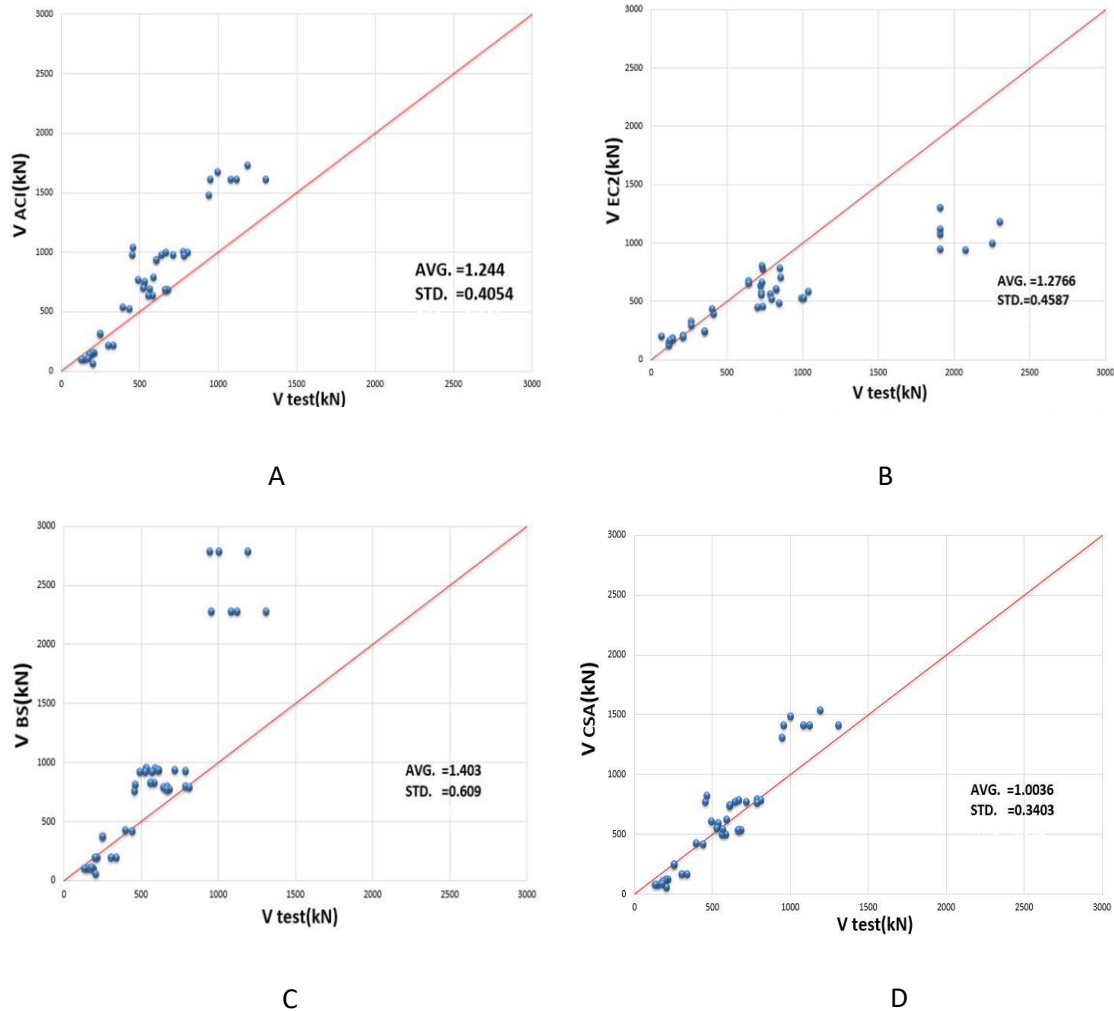 3000
2500
2000
1500
1000
500
0
V ACI(kN)
AVG. =1.244
STD. =0.4054
0 500 1000 1500 2000 2500 3000
V test(kN)
A
3000
2500
2000
1500
1000
500
0
V EC2(kN)
AVG. =1.2766
STD.=0.4587
0 500 1000 1500 2000 2500 3000
V test(kN)
B
3000
2500
2000
1500
1000
500
0
V BS(kN)
AVG. =1.403
STD. =0.609
0 500 1000 1500 2000 2500 3000
V test(kN)
C
3000
2500
2000
1500
1000
500
0
V CSA(kN)
AVG. =1.0036
STD. =0.3403
0 500 1000 1500 2000 2500 3000
V test(kN)
D